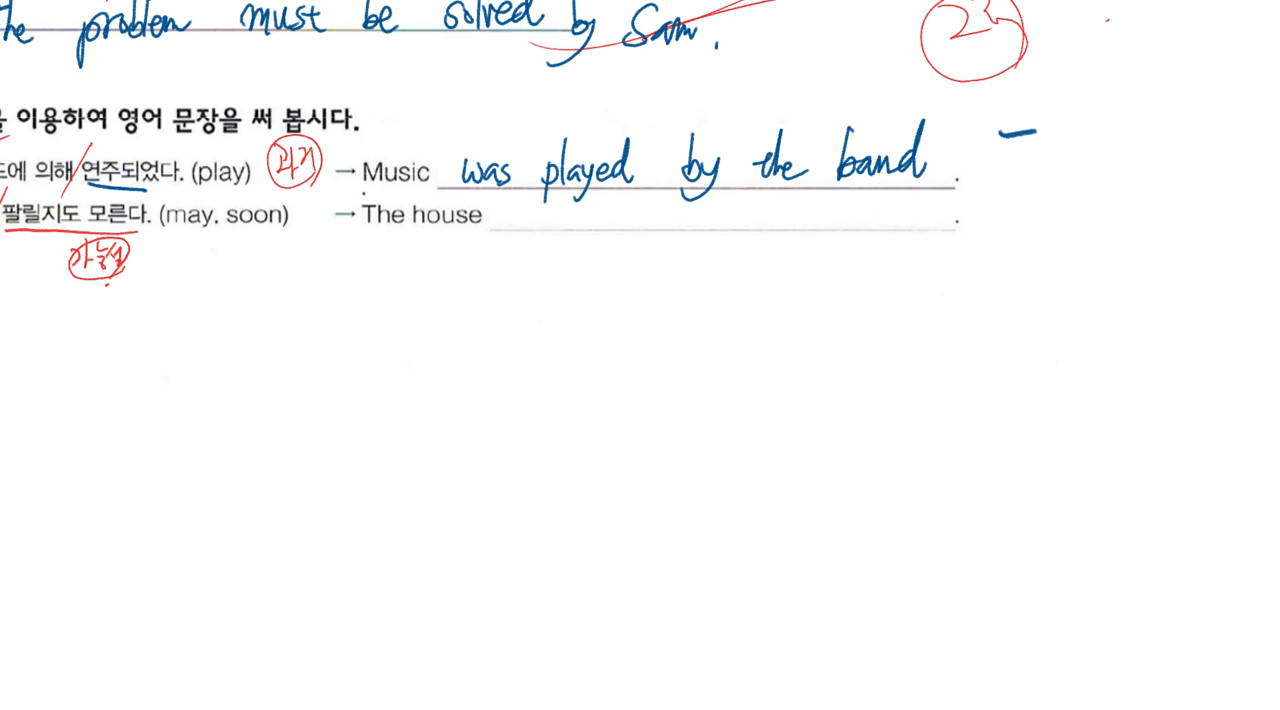 the problem must be solved by Sam.
이용하여 영어 문장을 써 봅시다.
드에 의해 연주되었다. (play) 과거 → Music was played by the band.
팔릴지도 모른다. (may, soon) → The house
가능성